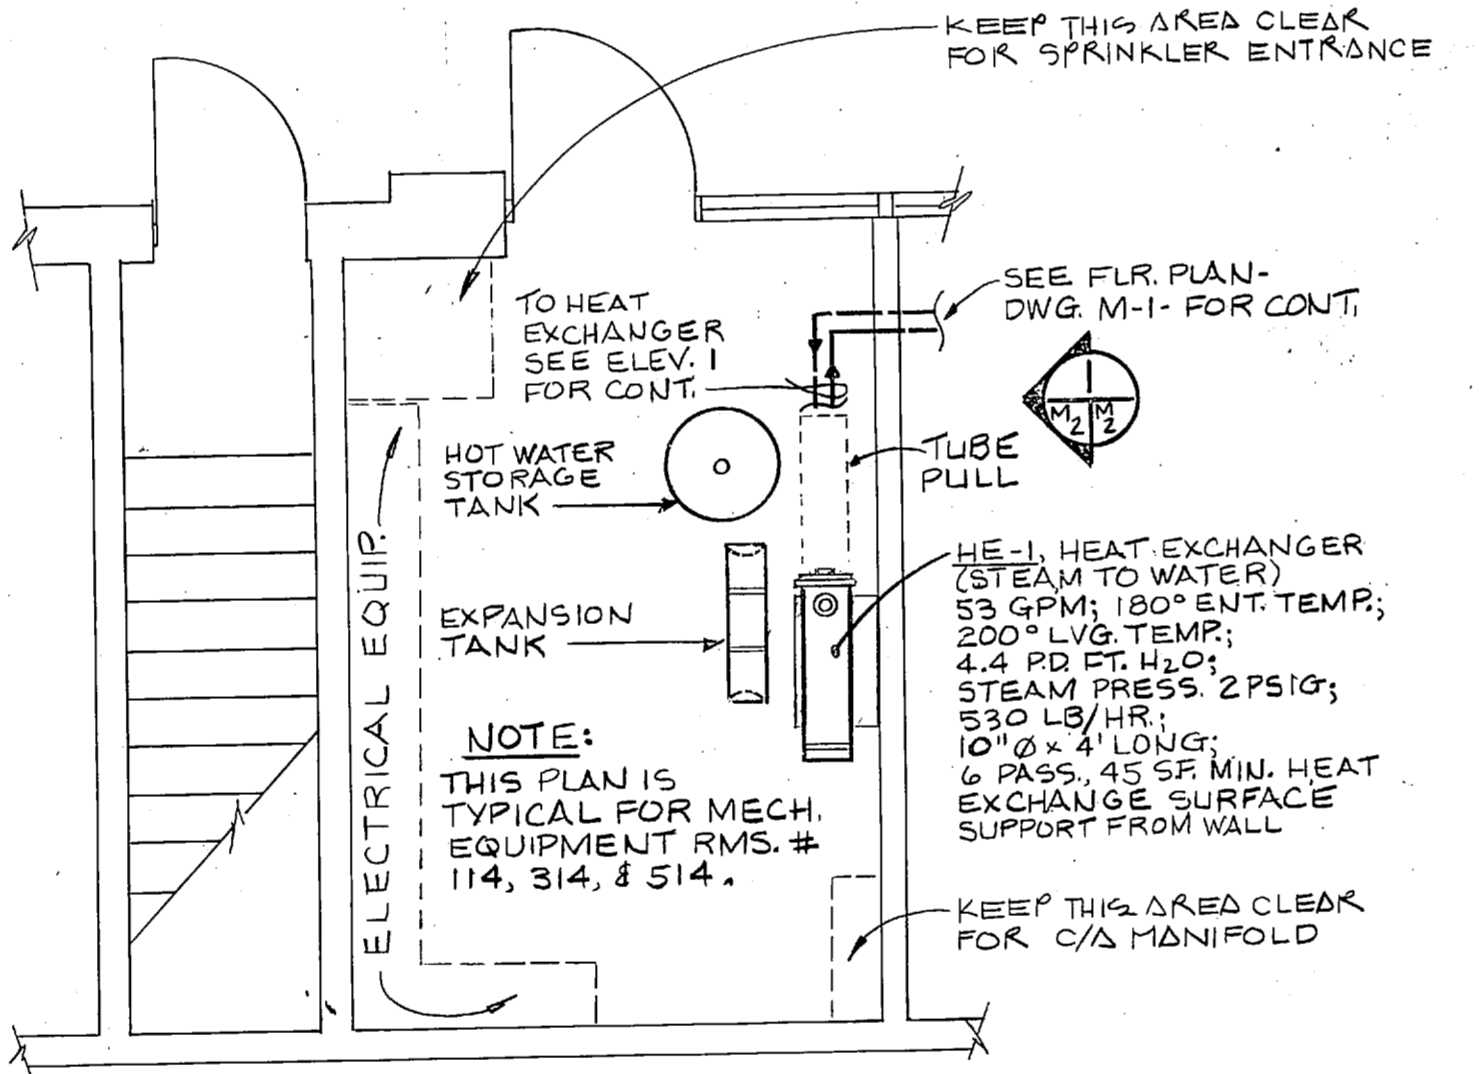 KEEP THIS AREA CLEAR
FOR SPRINKLER ENTRANCE
TO HEAT
EXCHANGER
SEE ELEV. 1
FOR CONT.
SEE FLR. PLAN-
DWG. M-1- FOR CONT.
1
M2 M2
HOT WATER
STORAGE
TANK
TUBE
PULL
ELECTRICAL EQUIP.
EXPANSION
TANK
HE-1, HEAT EXCHANGER
(STEAM TO WATER)
53 GPM; 180° ENT. TEMP.;
200° LVG. TEMP.;
4.4 P.D. FT. H2O;
STEAM PRESS. 2PSIG;
530 LB/HR.;
10"Ø x 4' LONG;
6 PASS., 45 SF. MIN. HEAT
EXCHANGE SURFACE
SUPPORT FROM WALL
NOTE:
THIS PLAN IS
TYPICAL FOR MECH.
EQUIPMENT RMS. #
114, 314, & 514.
KEEP THIS AREA CLEAR
FOR C/A MANIFOLD